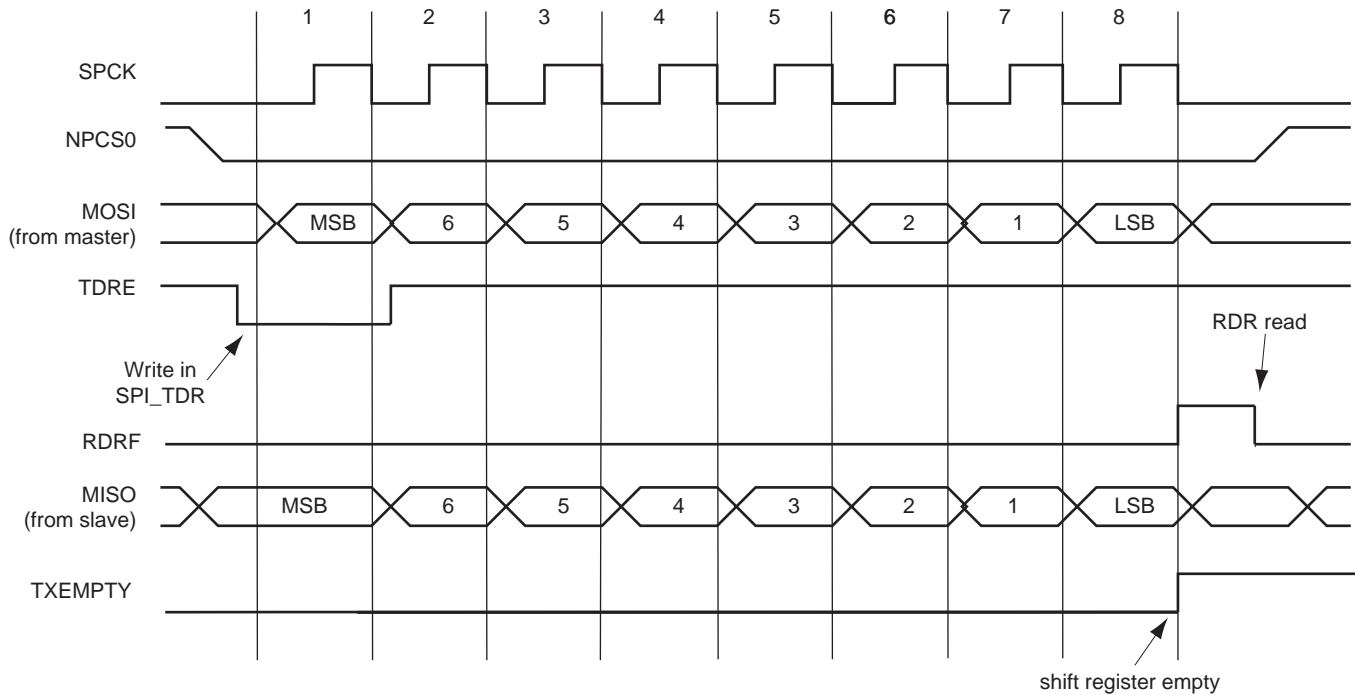 1 2 3 4 5 6 7 8
SPCK
NPCS0
MOSI
(from master)
MSB 6 5 4 3 2 1 LSB
TDRE
RDR read
Write in
SPI_TDR
RDRF
MISO
(from slave)
MSB 6 5 4 3 2 1 LSB
TXEMPTY
shift register empty